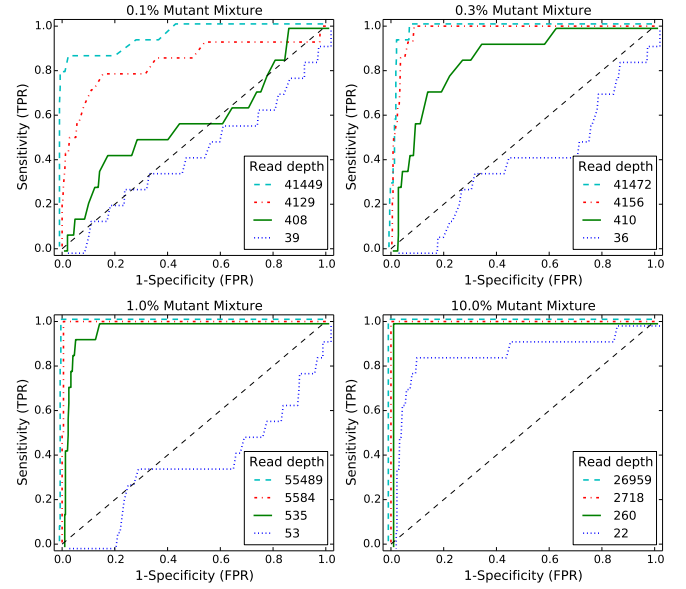 0.1% Mutant Mixture
0.3% Mutant Mixture
Sensitivity (TPR)
1.0
0.8
0.6
0.4
0.2
0.0
Read depth
41449
4129
408
39
0.0 0.2 0.4 0.6 0.8 1.0
1-Specificity (FPR)
Sensitivity (TPR)
1.0
0.8
0.6
0.4
0.2
0.0
Read depth
41472
4156
410
36
0.0 0.2 0.4 0.6 0.8 1.0
1-Specificity (FPR)
1.0% Mutant Mixture
10.0% Mutant Mixture
Sensitivity (TPR)
1.0
0.8
0.6
0.4
0.2
0.0
Read depth
55489
5584
535
53
0.0 0.2 0.4 0.6 0.8 1.0
1-Specificity (FPR)
Sensitivity (TPR)
1.0
0.8
0.6
0.4
0.2
0.0
Read depth
26959
2718
260
22
0.0 0.2 0.4 0.6 0.8 1.0
1-Specificity (FPR)